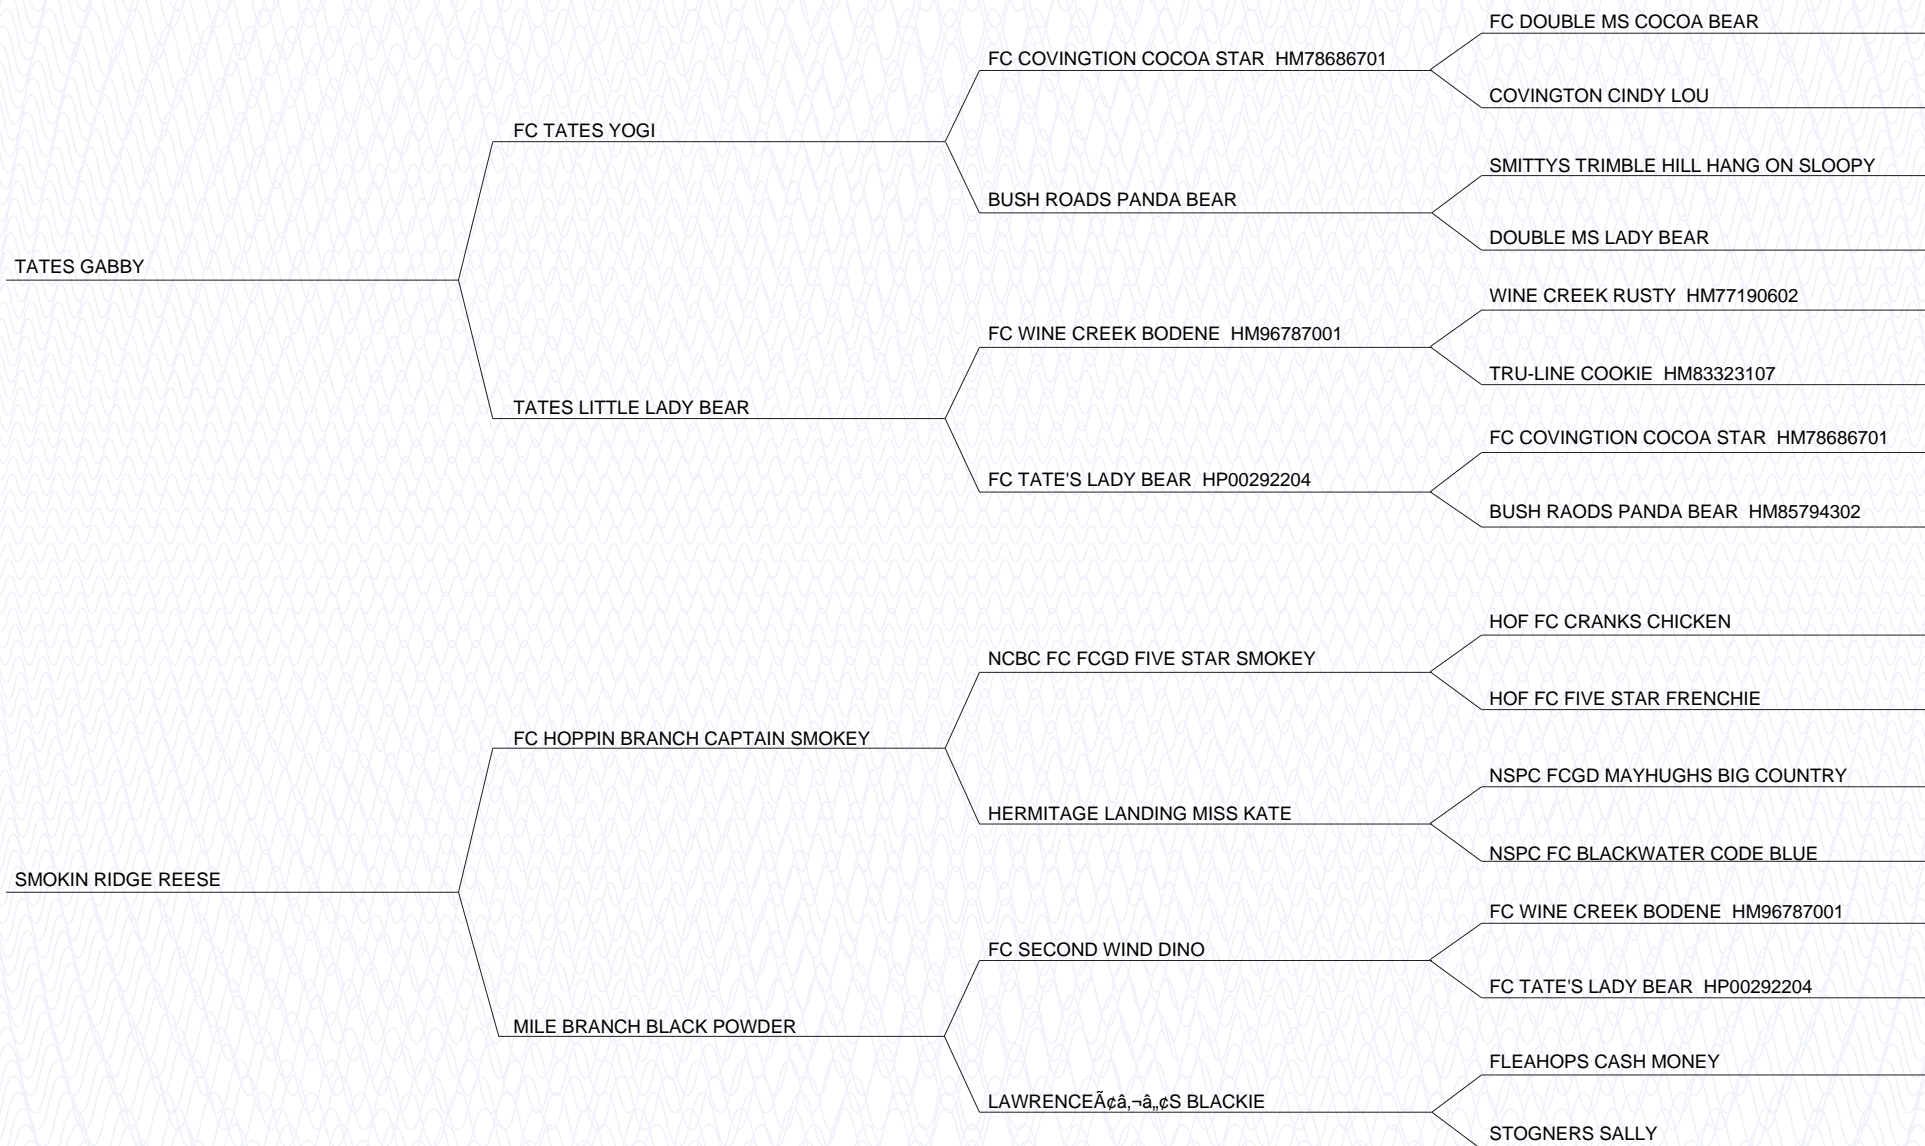 FC DOUBLE MS COCOA BEAR
FC COVINGTION COCOA STAR HM78686701
COVINGTON CINDY LOU
FC TATES YOGI
SMITTYS TRIMBLE HILL HANG ON SLOOPY
BUSH ROADS PANDA BEAR
DOUBLE MS LADY BEAR
TATES GABBY
WINE CREEK RUSTY HM77190602
FC WINE CREEK BODENE HM96787001
TRU-LINE COOKIE HM83323107
TATES LITTLE LADY BEAR
FC COVINGTION COCOA STAR HM78686701
FC TATE'S LADY BEAR HP00292204
BUSH RAODS PANDA BEAR HM85794302
HOF FC CRANKS CHICKEN
NCBC FC FCGD FIVE STAR SMOKEY
HOF FC FIVE STAR FRENCHIE
FC HOPPIN BRANCH CAPTAIN SMOKEY
NSPC FCGD MAYHUGHS BIG COUNTRY
HERMITAGE LANDING MISS KATE
NSPC FC BLACKWATER CODE BLUE
SMOKIN RIDGE REESE
FC WINE CREEK BODENE HM96787001
FC SECOND WIND DINO
FC TATE'S LADY BEAR HP00292204
MILE BRANCH BLACK POWDER
FLEAHOPS CASH MONEY
LAWRENCEÃ¢â‚¬â„¢S BLACKIE
STOGNERS SALLY